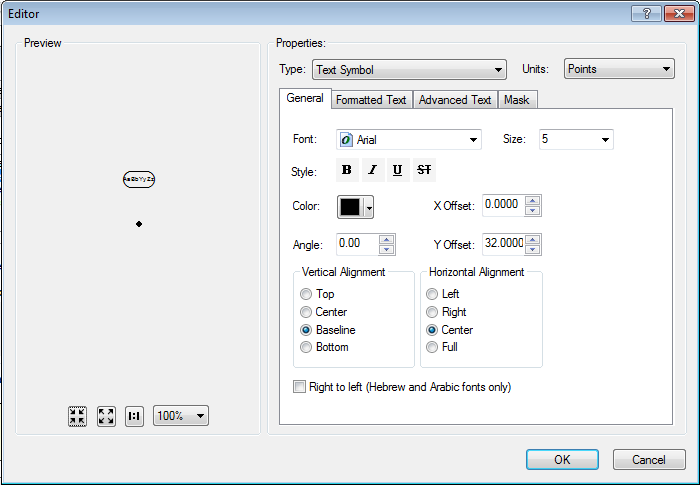 Editor
Preview
AaBbYyZz
100%
Properties:
Type: Text Symbol Units: Points
General Formatted Text Advanced Text Mask
Font: Arial Size: 5
Style: B I U ST
Color: X Offset: 0.0000
Angle: 0.00 Y Offset: 32.0000
Vertical Alignment Horizontal Alignment
Top Left
Center Right
Baseline Center
Bottom Full
Right to left (Hebrew and Arabic fonts only)
OK Cancel